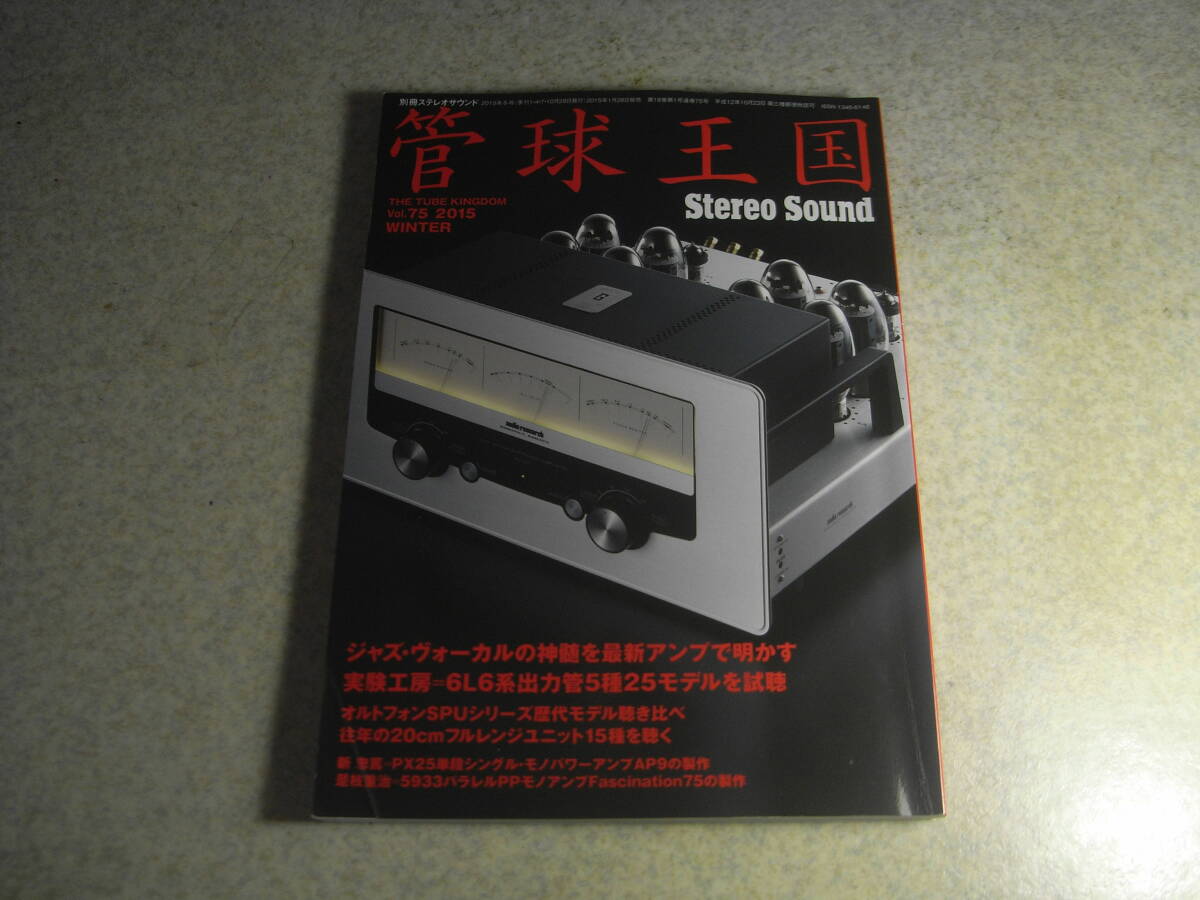 別冊ステレオサウンド
管球王国
THE TUBE KINGDOM
Stereo Sound
Vol.75 2015
WINTER
audio research
audio research
ジャズ・ヴォーカルの神髄を最新アンプで明かす
実験工房=6L6系出力管5種25モデルを試聴
オルトフォンSPUシリーズ歴代モデル聴き比べ
往年の20cmフルレンジユニット15種を聴く
新 忠篤=PX25単段シングル・モノパワーアンプAP9の製作
是枝重治=5933パラレルPPモノアンプFascination75の製作